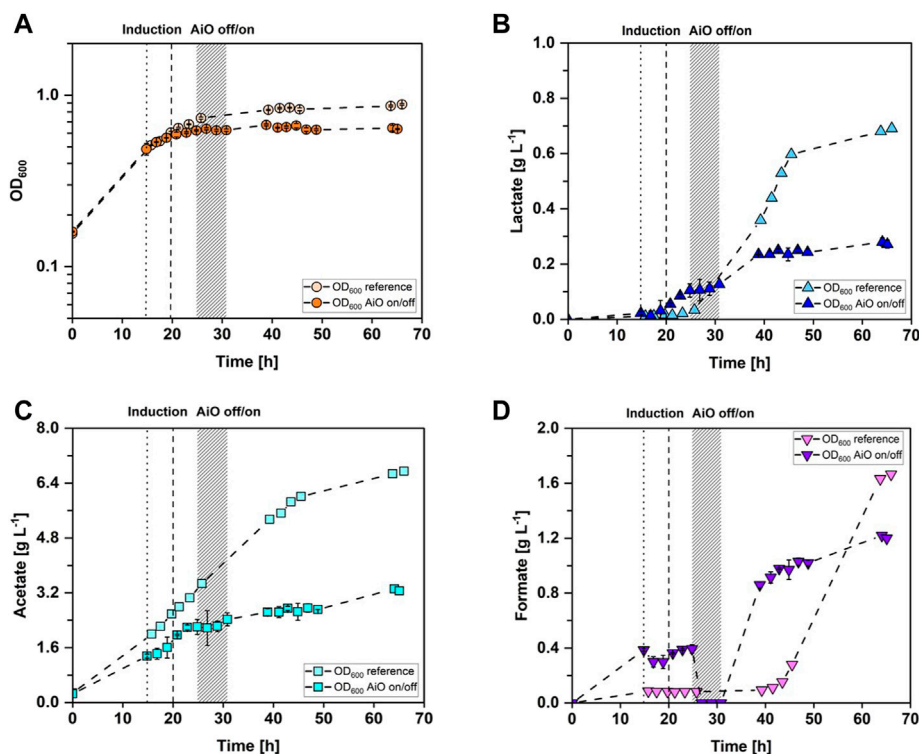 A
Induction AiO off/on
OD600
1.0
0.1
0 10 20 30 40 50 60 70
Time [h]
OD600 reference
OD600 AiO on/off
B
Induction AiO off/on
Lactate [g L-1]
1.0
0.8
0.6
0.4
0.2
0.0
0 10 20 30 40 50 60 70
Time [h]
OD600 reference
OD600 AiO on/off
C
Induction AiO off/on
Acetate [g L-1]
8.0
6.4
4.8
3.2
1.6
0.0
0 10 20 30 40 50 60 70
Time [h]
OD600 reference
OD600 AiO on/off
D
Induction AiO off/on
Formate [g L-1]
2.0
1.6
1.2
0.8
0.4
0.0
0 10 20 30 40 50 60 70
Time [h]
OD600 reference
OD600 AiO on/off